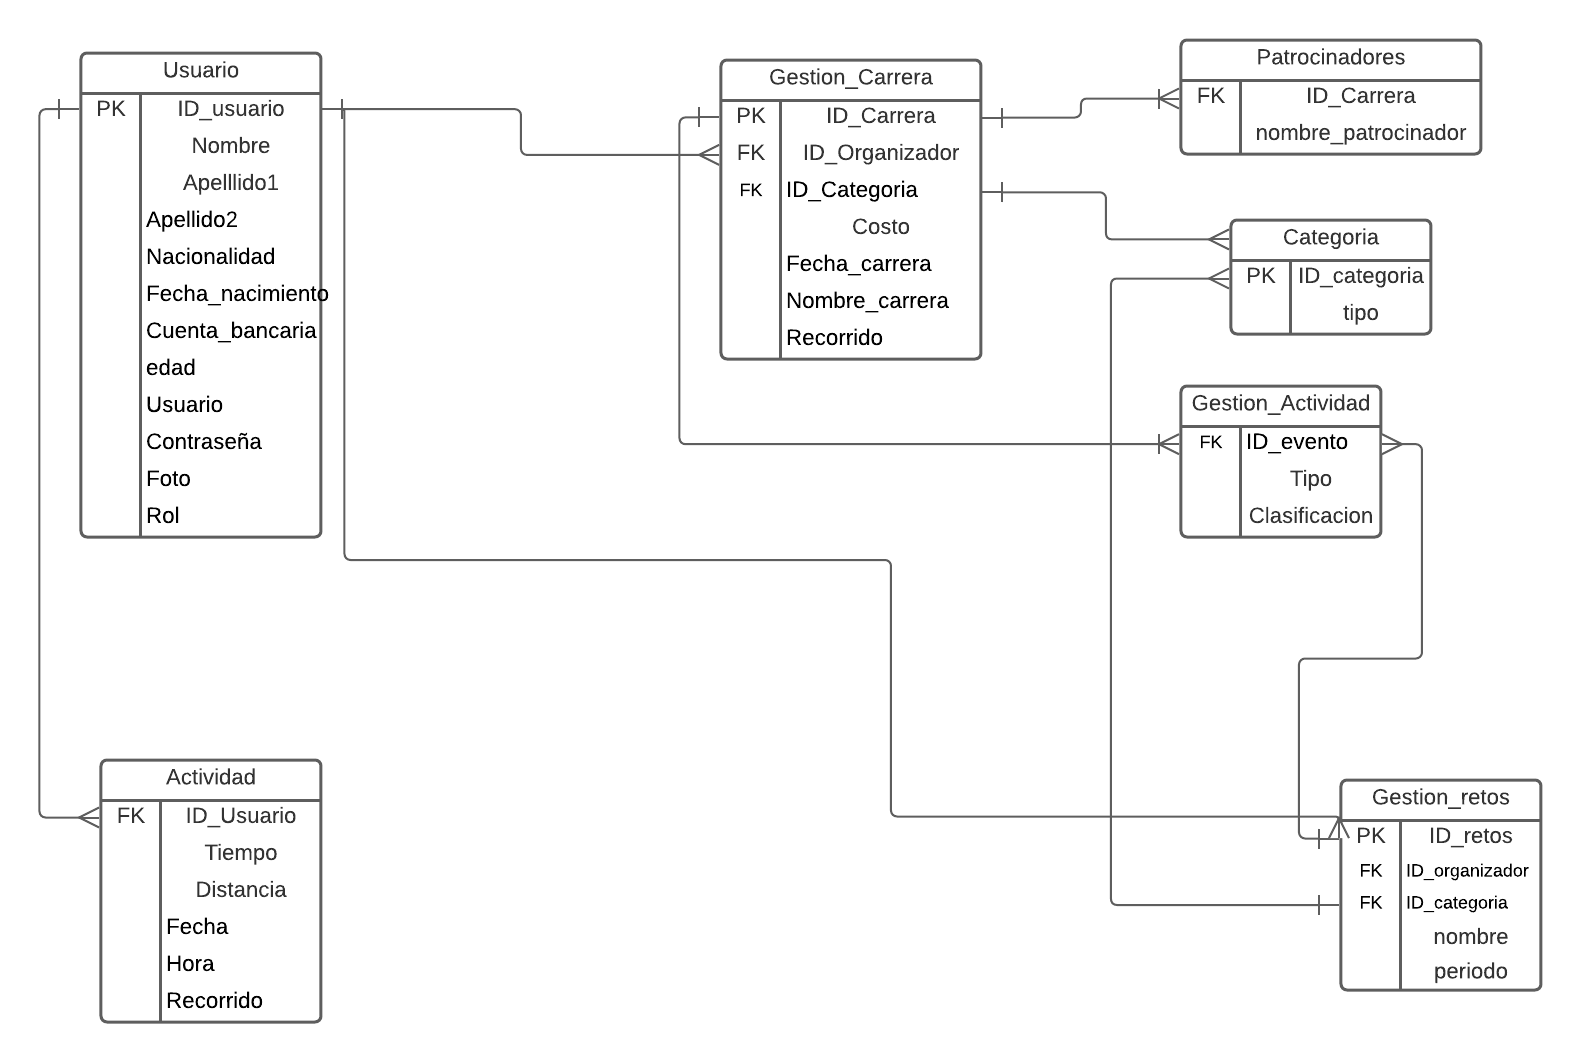 Usuario
PK ID_usuario
Nombre
Apelllido1
Apellido2
Nacionalidad
Fecha_nacimiento
Cuenta_bancaria
edad
Usuario
Contraseña
Foto
Rol
Gestion_Carrera
PK ID_Carrera
FK ID_Organizador
FK ID_Categoria
Costo
Fecha_carrera
Nombre_carrera
Recorrido
Patrocinadores
FK ID_Carrera
nombre_patrocinador
Categoria
PK ID_categoria
tipo
Gestion_Actividad
FK ID_evento
Tipo
Clasificacion
Actividad
FK ID_Usuario
Tiempo
Distancia
Fecha
Hora
Recorrido
Gestion_retos
PK ID_retos
FK ID_organizador
FK ID_categoria
nombre
periodo